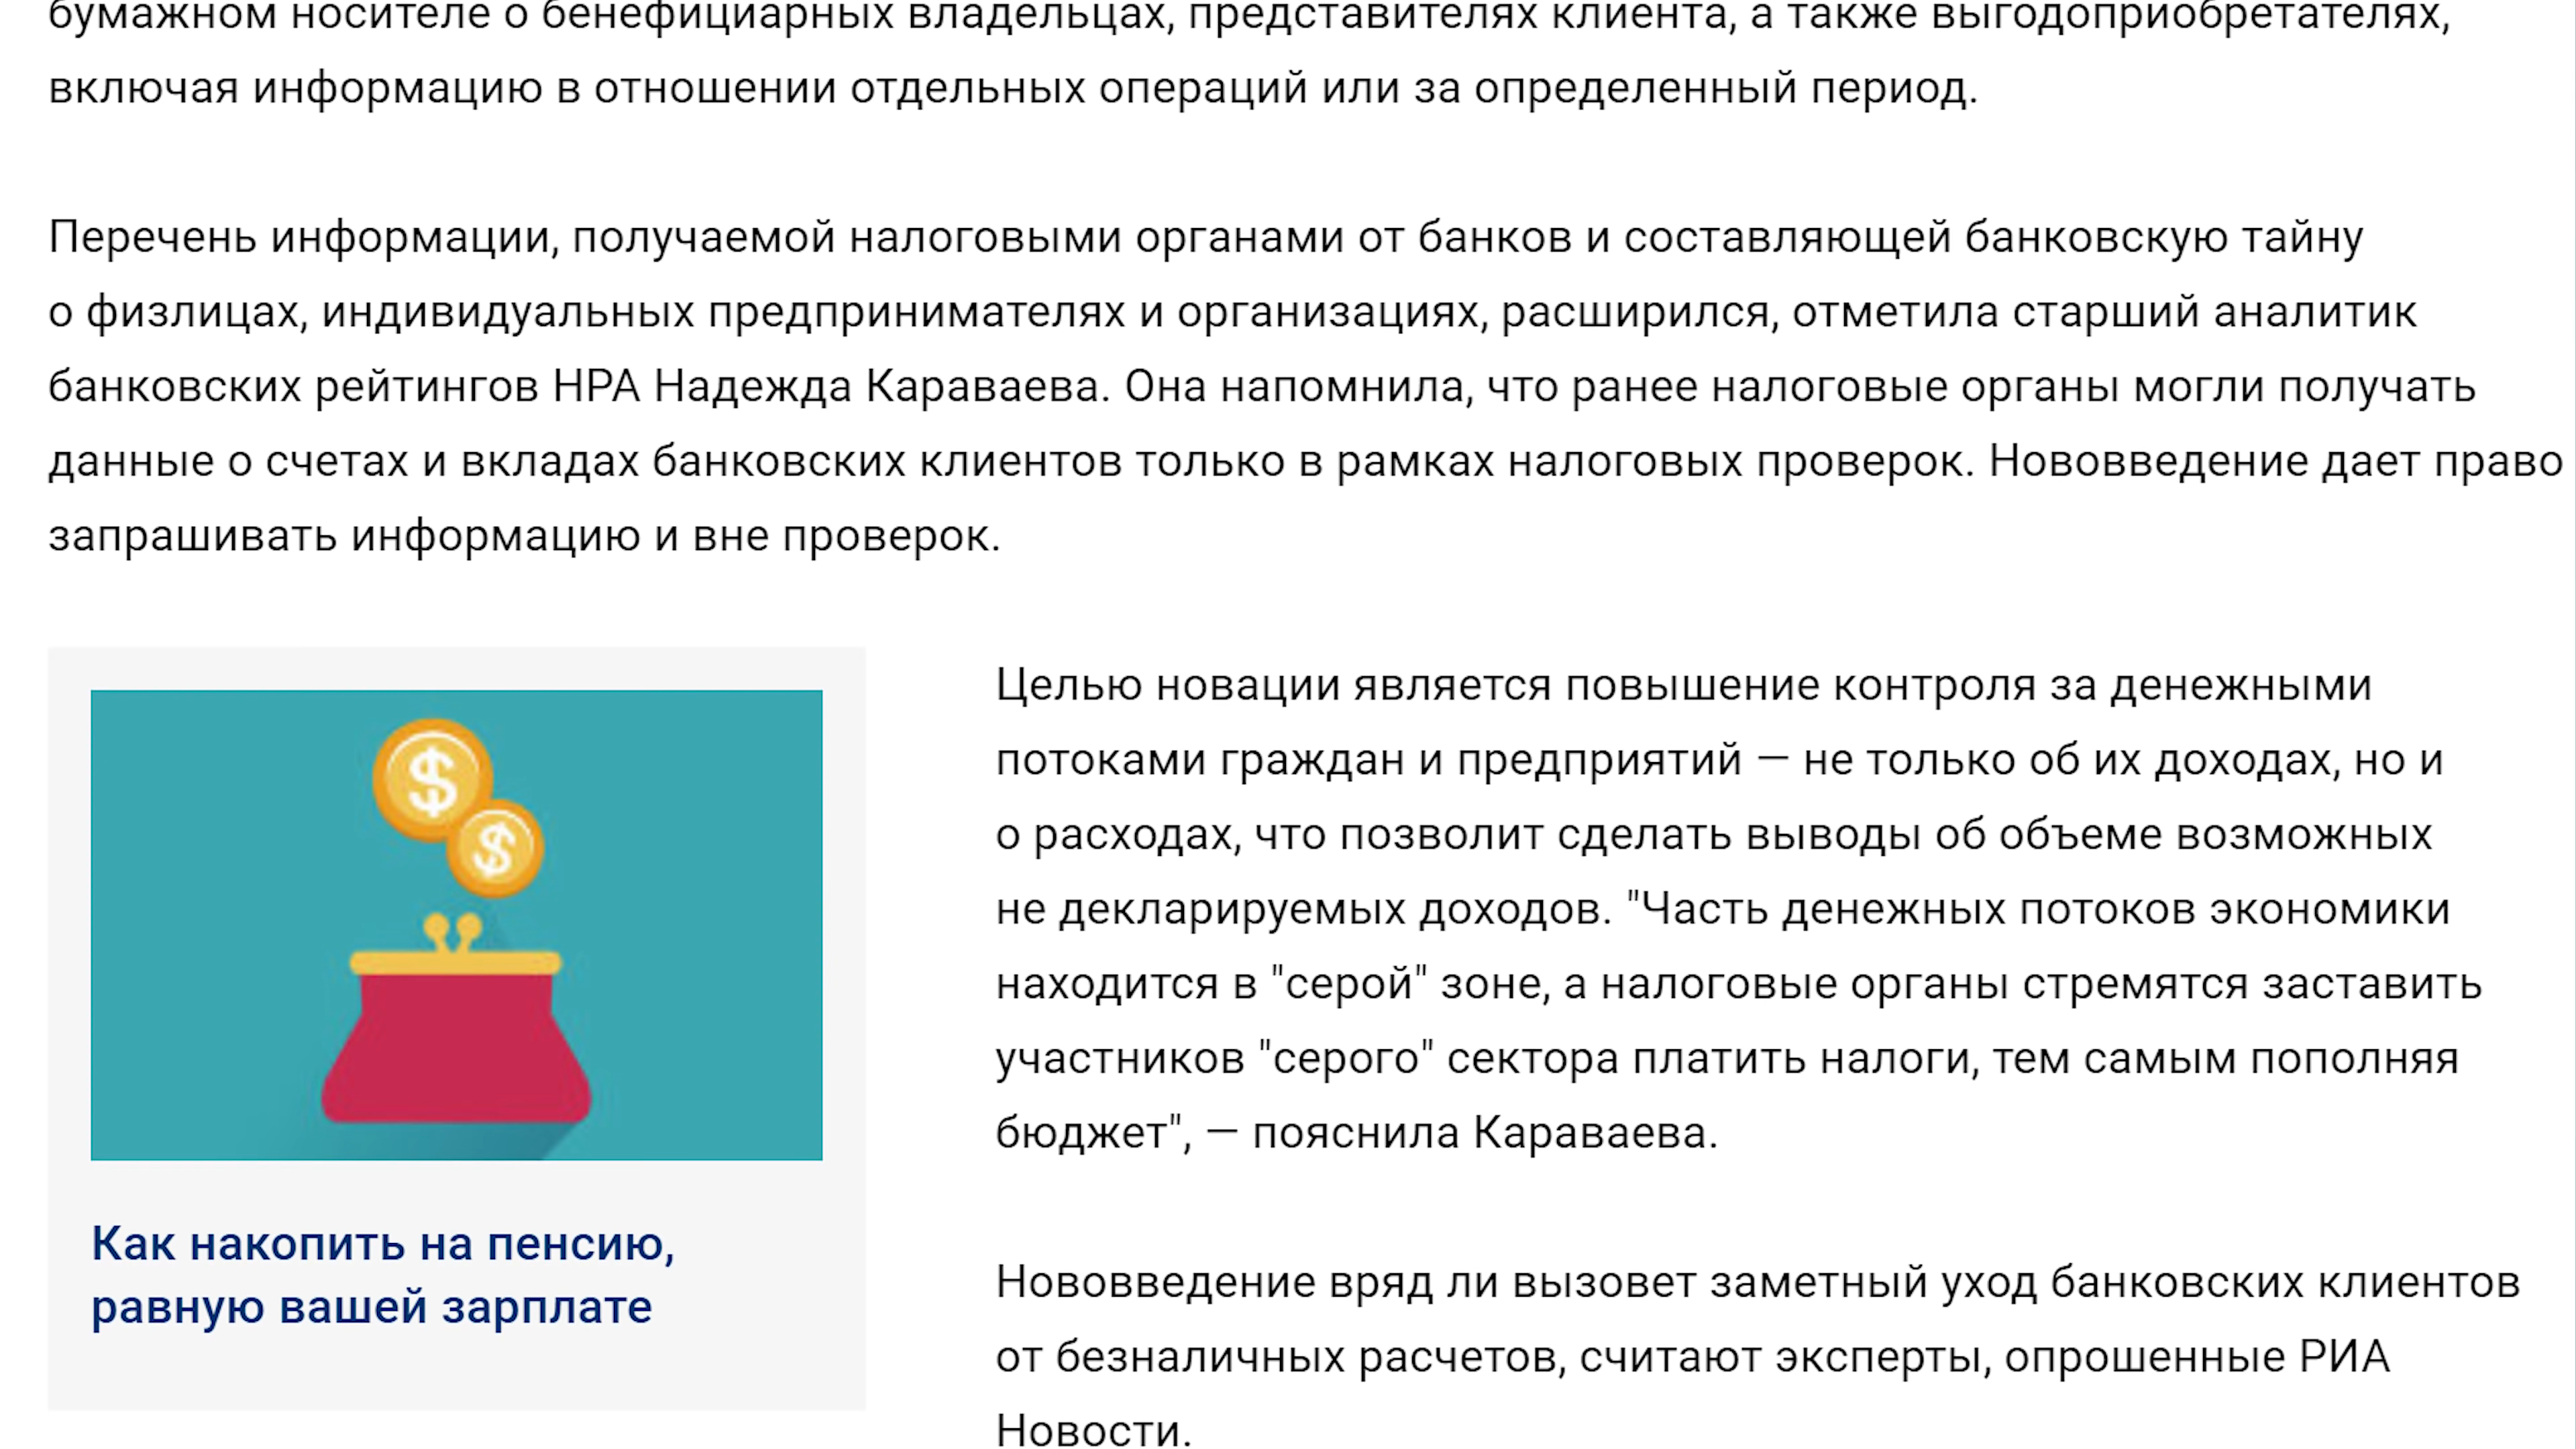 бумажном носителе о бенефициарных владельцах, представителях клиента, а также выгодоприобретателях,
включая информацию в отношении отдельных операций или за определенный период.
Перечень информации, получаемой налоговыми органами от банков и составляющей банковскую тайну
о физлицах, индивидуальных предпринимателях и организациях, расширился, отметила старший аналитик
банковских рейтингов НРА Надежда Караваева. Она напомнила, что ранее налоговые органы могли получать
данные о счетах и вкладах банковских клиентов только в рамках налоговых проверок. Нововведение дает право
запрашивать информацию и вне проверок.
$
$
Как накопить на пенсию,
равную вашей зарплате
Целью новации является повышение контроля за денежными
потоками граждан и предприятий — не только об их доходах, но и
о расходах, что позволит сделать выводы об объеме возможных
не декларируемых доходов. "Часть денежных потоков экономики
находится в "серой" зоне, а налоговые органы стремятся заставить
участников "серого" сектора платить налоги, тем самым пополняя
бюджет", — пояснила Караваева.
Нововведение вряд ли вызовет заметный уход банковских клиентов
от безналичных расчетов, считают эксперты, опрошенные РИА
Новости.